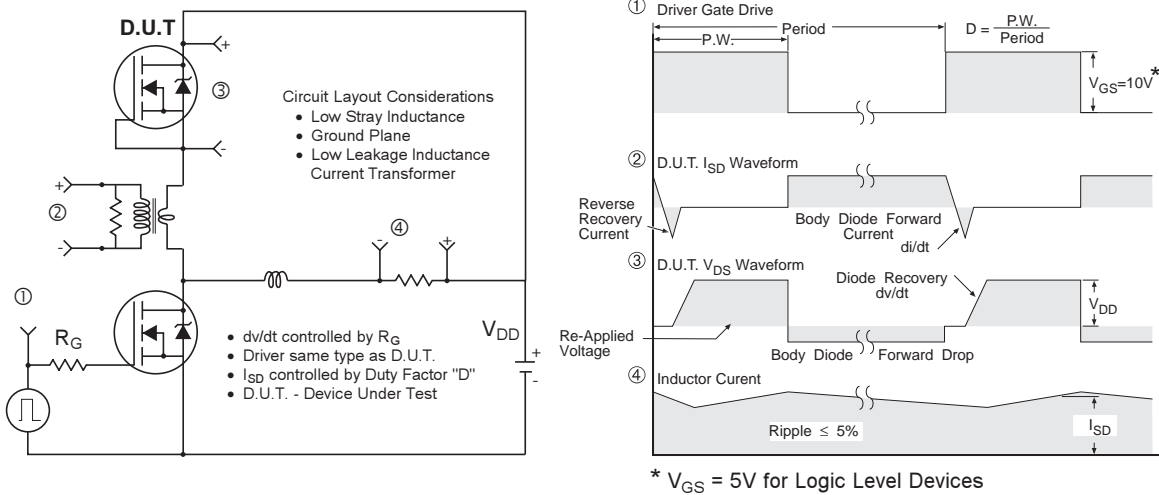 D.U.T
+
③
-
Circuit Layout Considerations
• Low Stray Inductance
• Ground Plane
• Low Leakage Inductance
Current Transformer
+
②
-
④
- +
①
R_G
• dv/dt controlled by R_G
• Driver same type as D.U.T.
• I_SD controlled by Duty Factor "D"
• D.U.T. - Device Under Test
V_DD
+
-
① Driver Gate Drive
P.W.
Period
D = P.W. / Period
V_GS=10V *
② D.U.T. I_SD Waveform
Reverse
Recovery
Current
Body Diode Forward
Current
di/dt
③ D.U.T. V_DS Waveform
Diode Recovery
dv/dt
V_DD
Re-Applied
Voltage
Body Diode Forward Drop
④ Inductor Curent
Ripple ≤ 5%
I_SD
* V_GS = 5V for Logic Level Devices